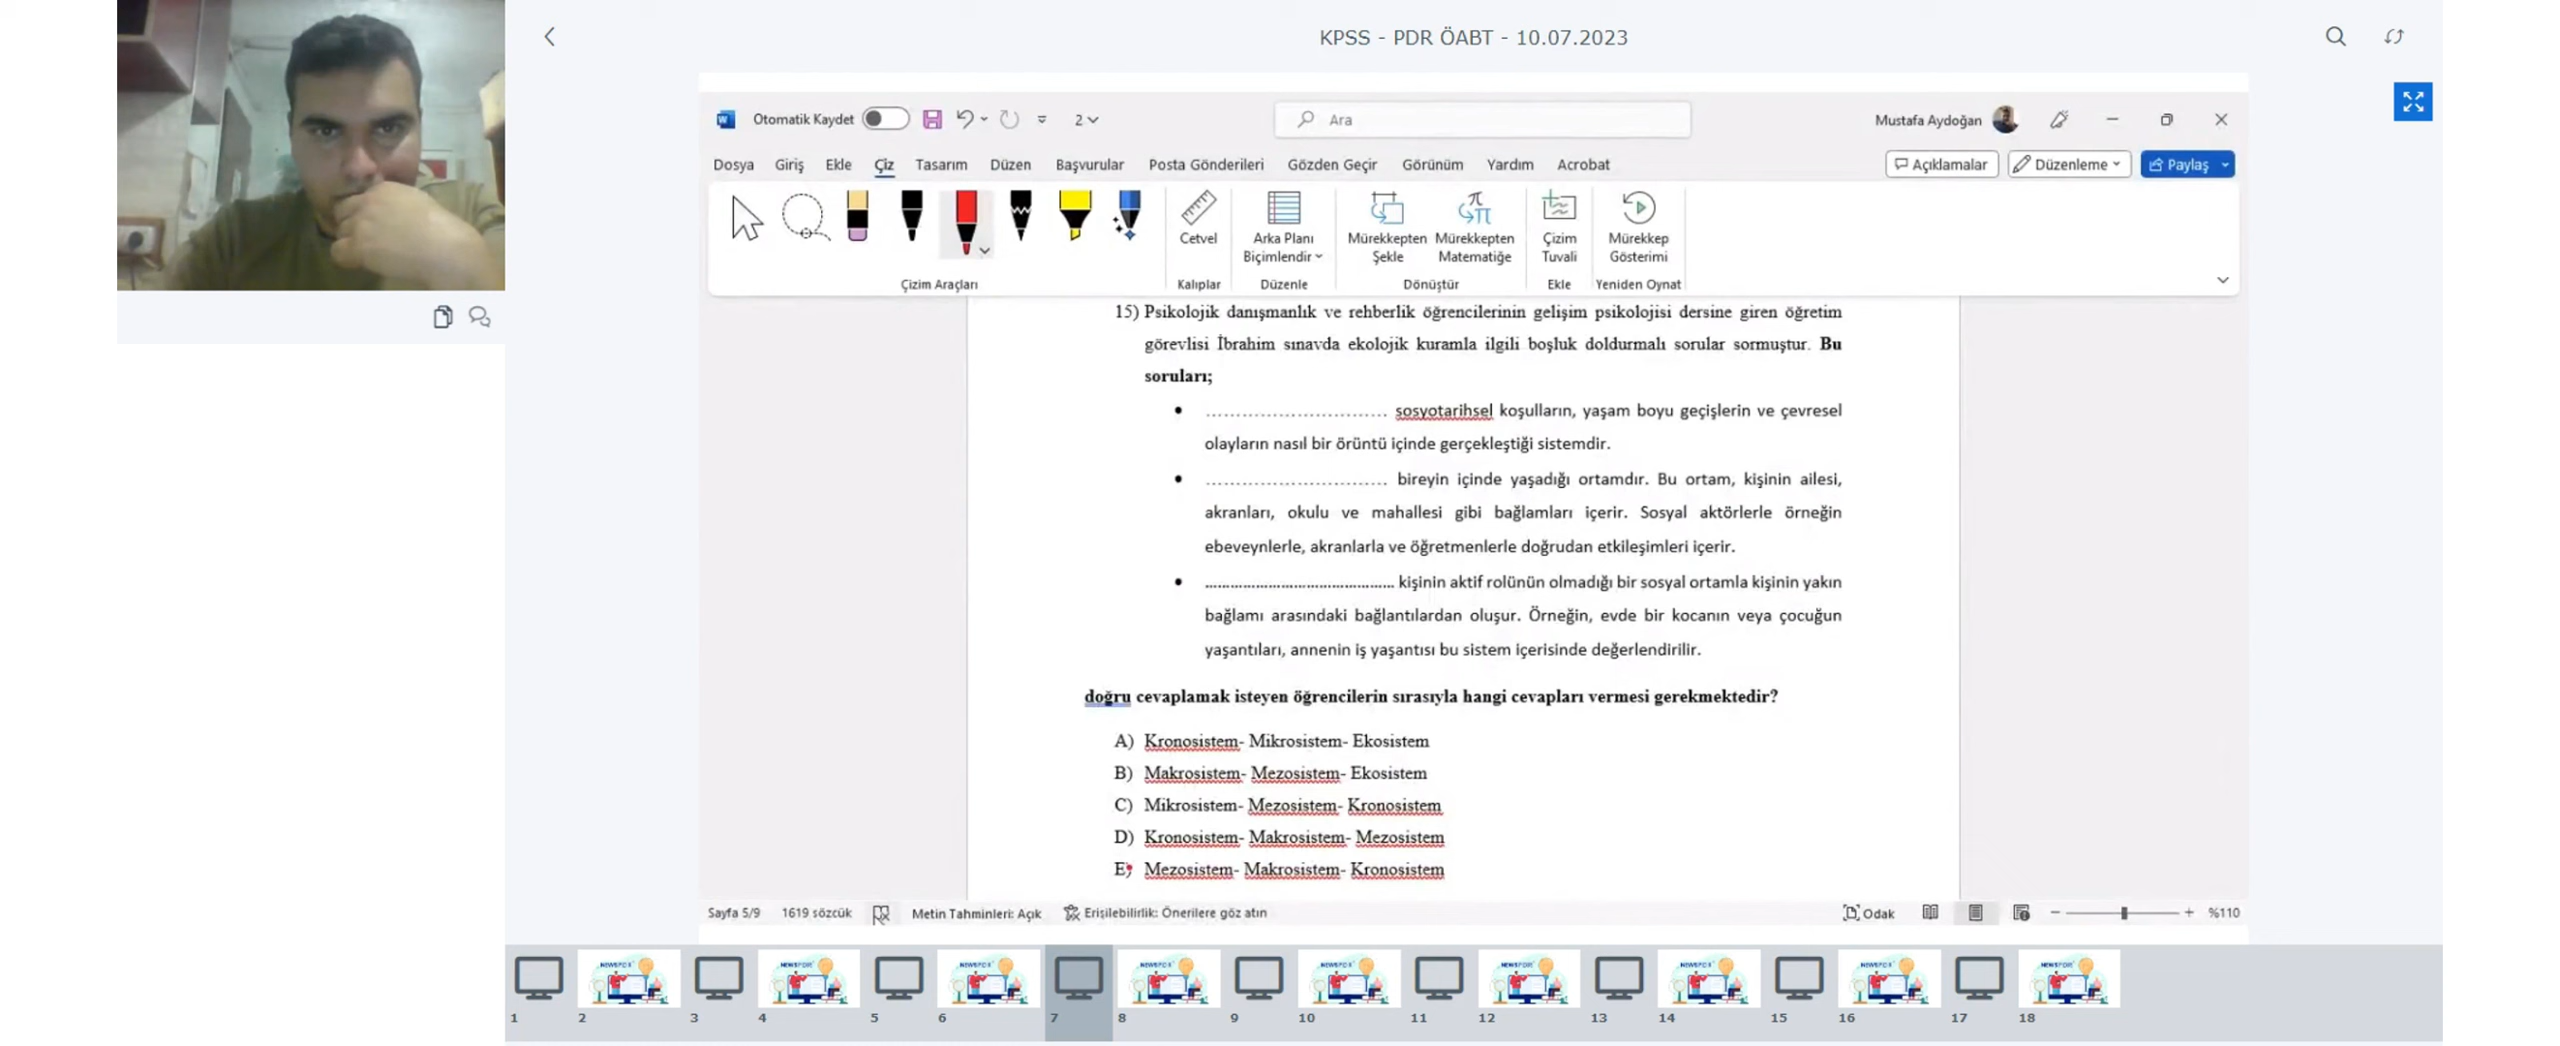 KPSS - PDR ÖABT - 10.07.2023
Otomatik Kaydet
2
Ara
Mustafa Aydoğan
Dosya Giriş Ekle Çiz Tasarım Düzen Başvurular Posta Gönderileri Gözden Geçir Görünüm Yardım Acrobat
Açıklamalar Düzenleme Paylaş
Cetvel Arka Planı Biçimlendir Mürekkepten Şekle Mürekkepten Matematiğe Çizim Tuvali Mürekkep Gösterimi
Çizim Araçları Kalıplar Düzenle Dönüştür Ekle Yeniden Oynat
15) Psikolojik danışmanlık ve rehberlik öğrencilerinin gelişim psikolojisi dersine giren öğretim
görevlisi İbrahim sınavda ekolojik kuramla ilgili boşluk doldurmalı sorular sormuştur. Bu
soruları;
• .............................. sosyotarihsel koşulların, yaşam boyu geçişlerin ve çevresel
olayların nasıl bir örüntü içinde gerçekleştiği sistemdir.
• .............................. bireyin içinde yaşadığı ortamdır. Bu ortam, kişinin ailesi,
akranları, okulu ve mahallesi gibi bağlamları içerir. Sosyal aktörlerle örneğin
ebeveynlerle, akranlarla ve öğretmenlerle doğrudan etkileşimleri içerir.
• .............................. kişinin aktif rolünün olmadığı bir sosyal ortamla kişinin yakın
bağlamı arasındaki bağlantılardan oluşur. Örneğin, evde bir kocanın veya çocuğun
yaşantıları, annenin iş yaşantısı bu sistem içerisinde değerlendirilir.
doğru cevaplamak isteyen öğrencilerin sırasıyla hangi cevapları vermesi gerekmektedir?
A) Kronosistem- Mikrosistem- Ekosistem
B) Makrosistem- Mezosistem- Ekosistem
C) Mikrosistem- Mezosistem- Kronosistem
D) Kronosistem- Makrosistem- Mezosistem
E) Mezosistem- Makrosistem- Kronosistem
Sayfa 5/9 1619 sözcük Metin Tahminleri: Açık Erişilebilirlik: Önerilere göz atın Odak %110
1 2 3 4 5 6 7 8 9 10 11 12 13 14 15 16 17 18